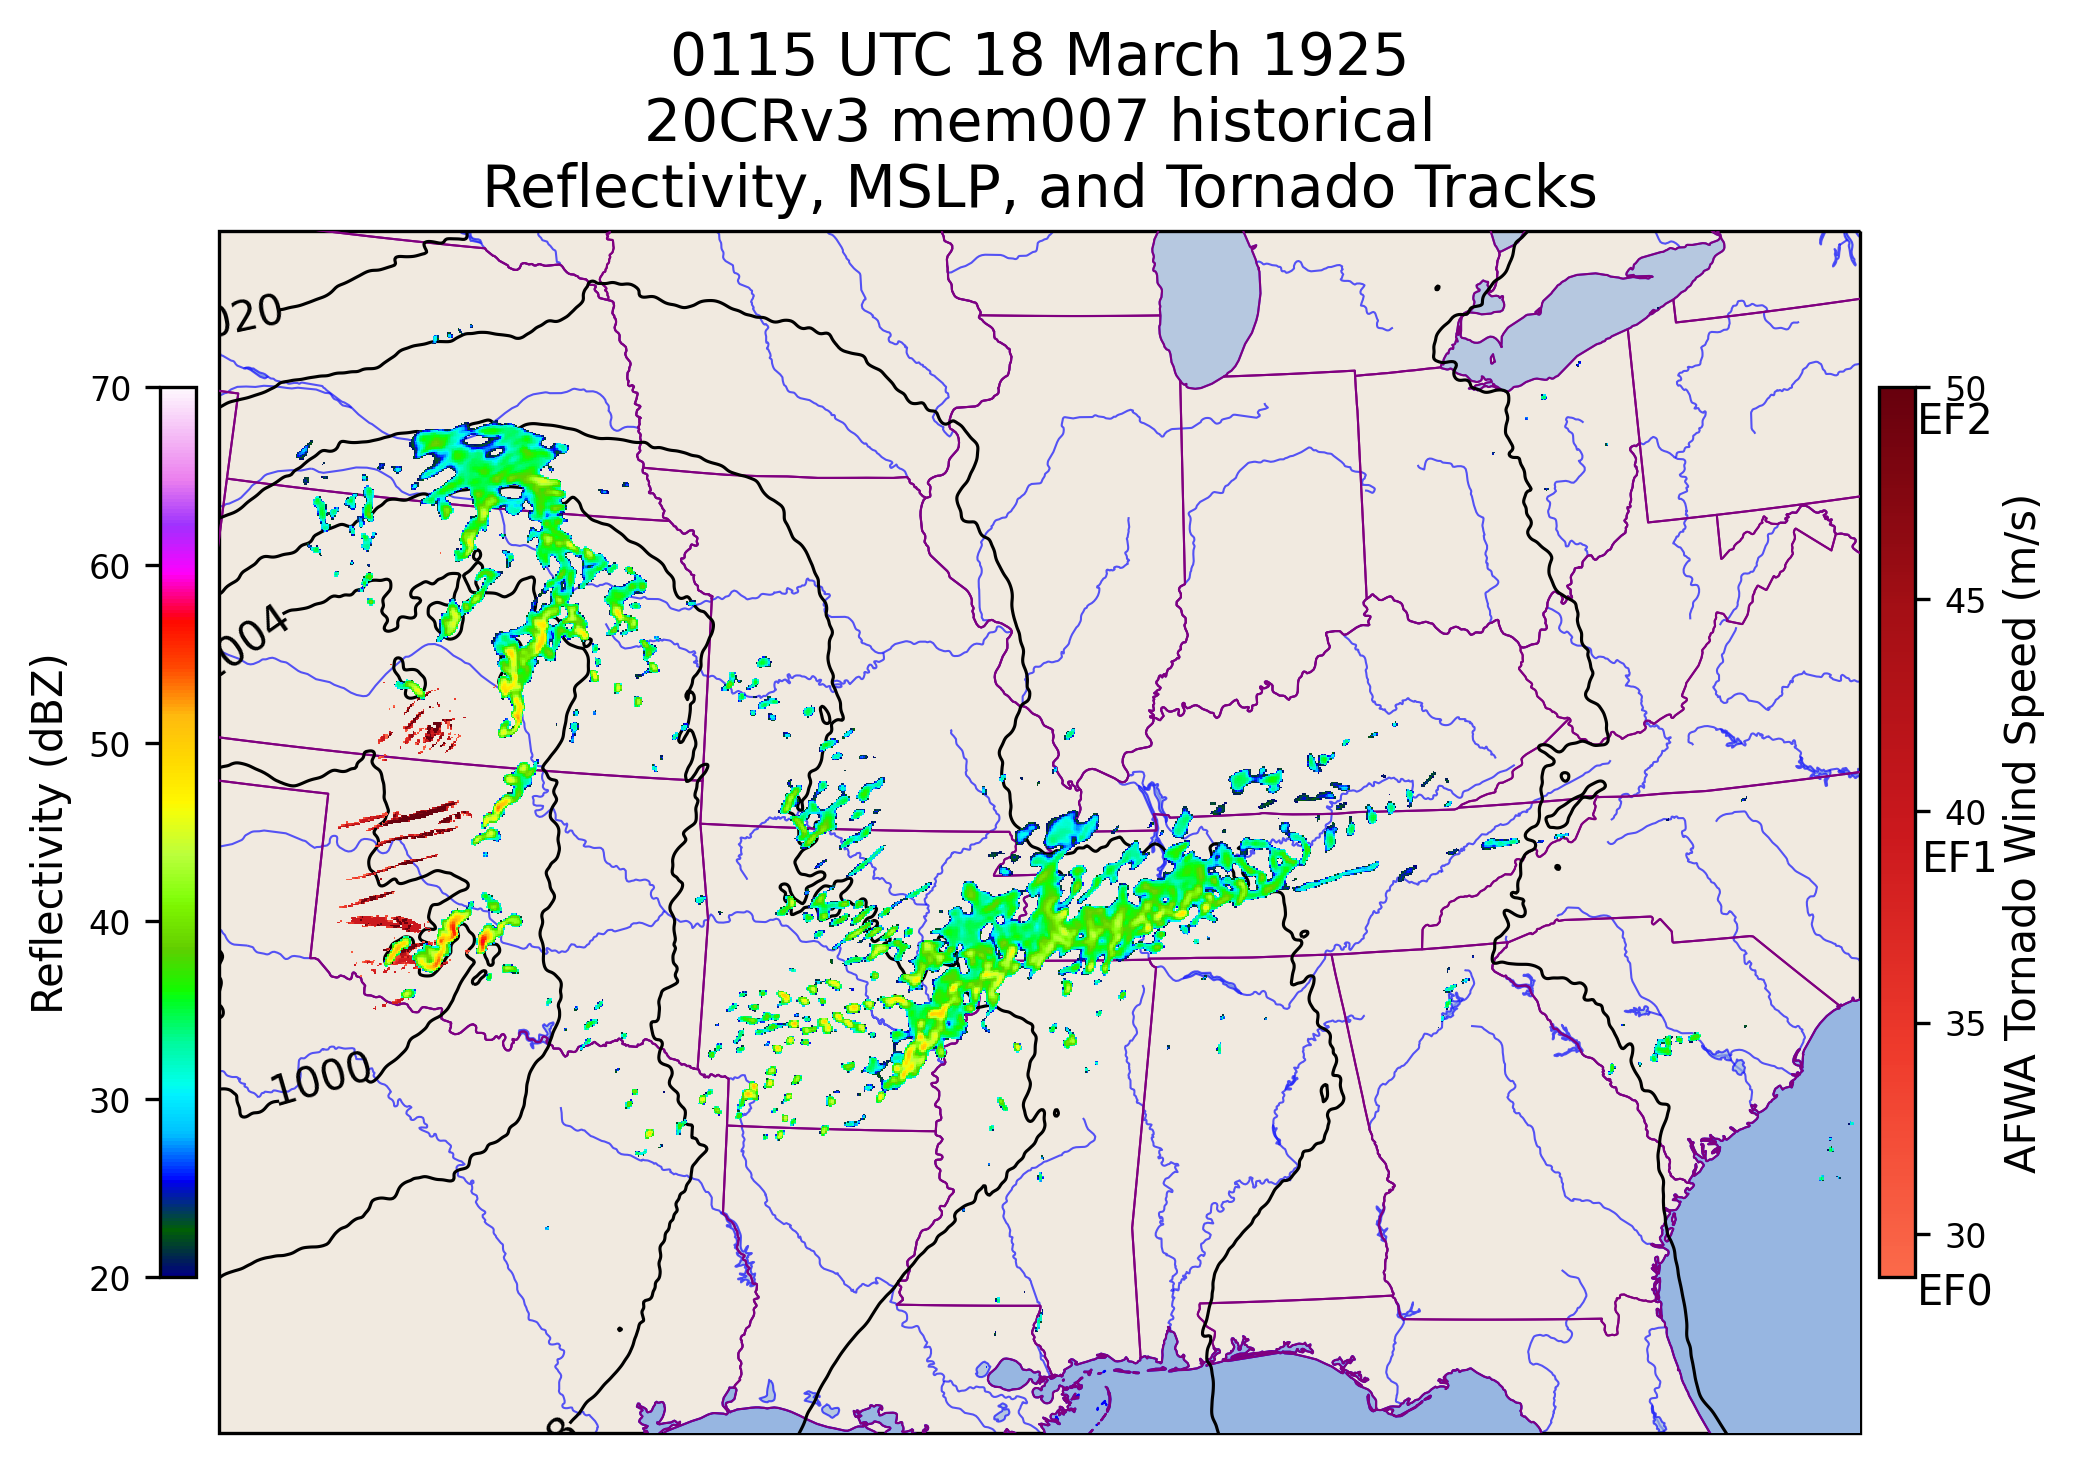 0115 UTC 18 March 1925
20CRv3 mem007 historical
Reflectivity, MSLP, and Tornado Tracks
Reflectivity (dBZ)
70
60
50
40
30
20
020
004
1000
8
50
EF2
45
40
EF1
35
30
EF0
AFWA Tornado Wind Speed (m/s)